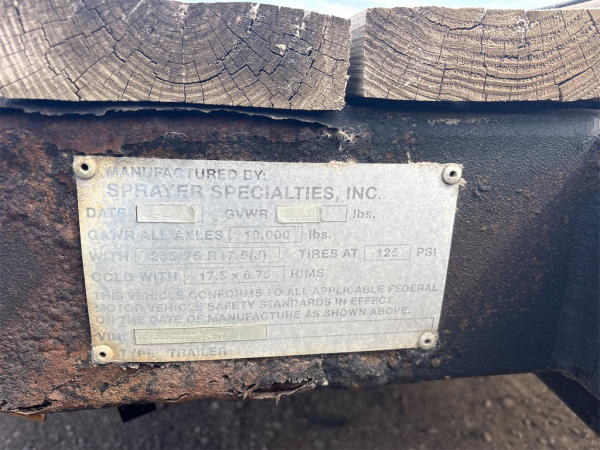 MANUFACTURED BY:
SPRAYER SPECIALTIES, INC.
DATE GVWR lbs.
GAWR ALL AXLES 10,000 lbs.
WITH 235/75 R17.5(J) TIRES AT 125 PSI
COLD WITH 17.5 x 6.75 RIMS
THIS VEHICLE CONFORMS TO ALL APPLICABLE FEDERAL
MOTOR VEHICLE SAFETY STANDARDS IN EFFECT
ON THE DATE OF MANUFACTURE AS SHOWN ABOVE.
VIN:
TYPE: TRAILER